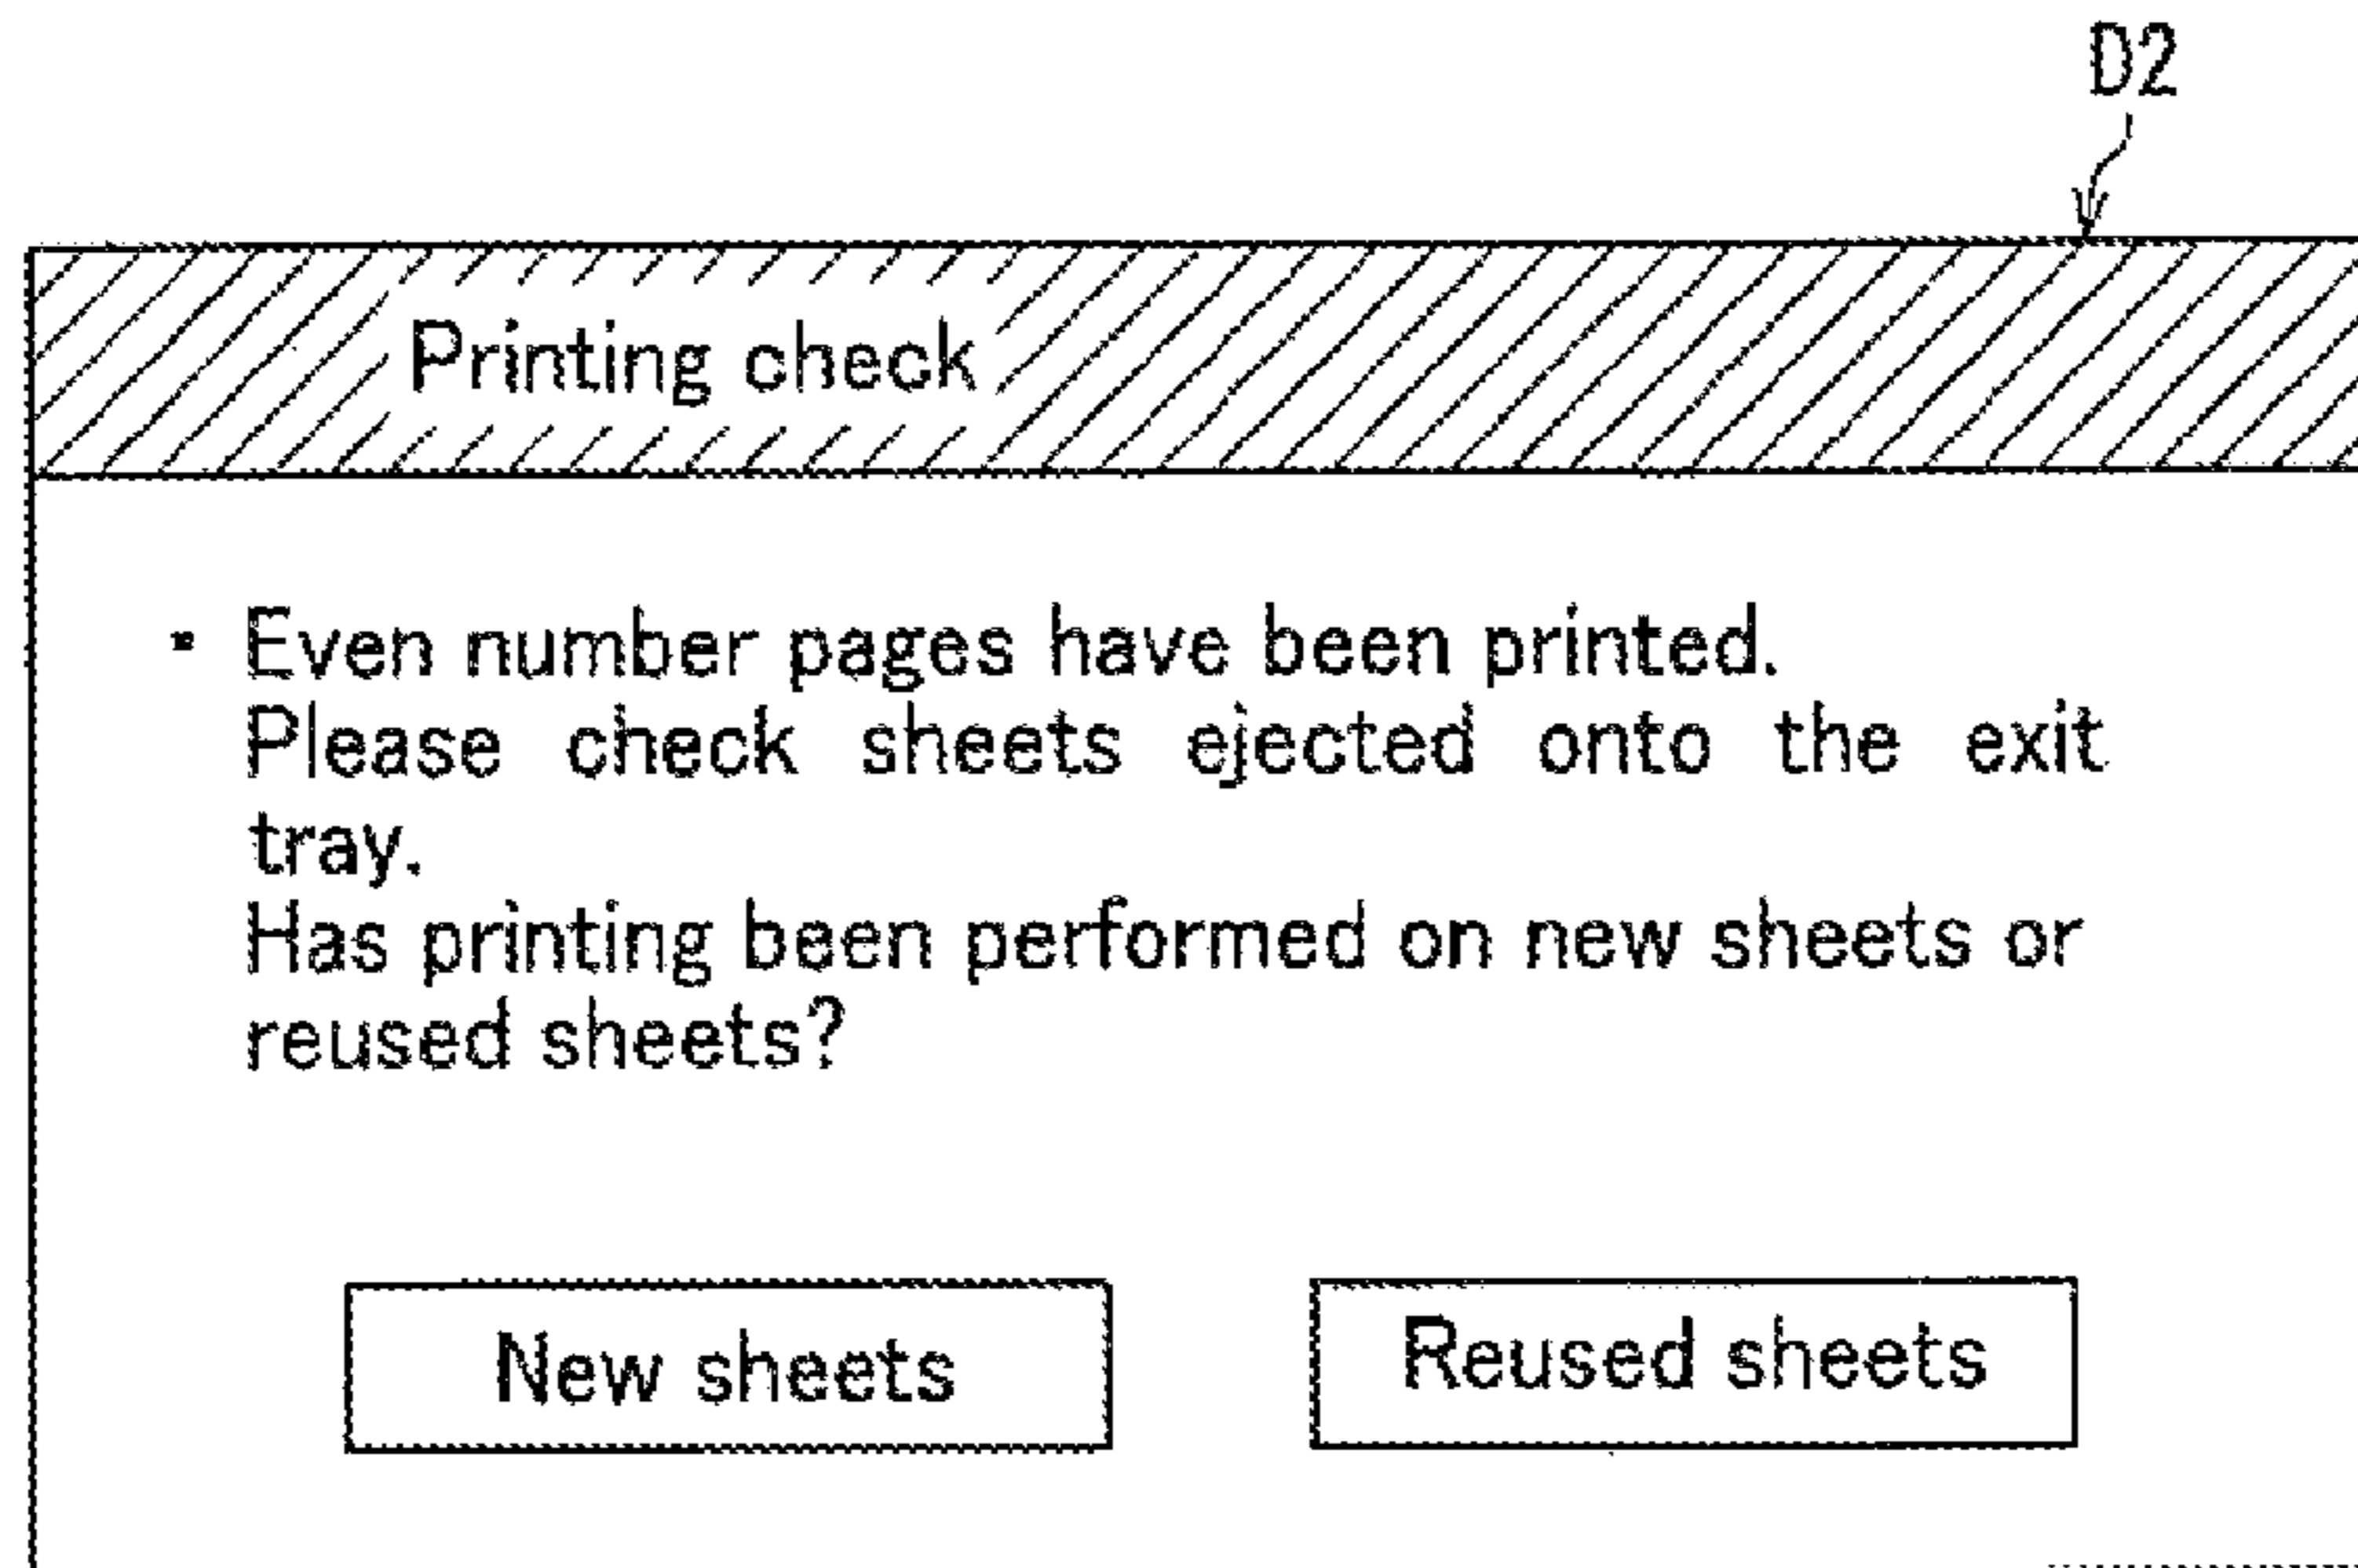 D2
Printing check
・Even number pages have been printed.
Please check sheets ejected onto the exit
tray.
Has printing been performed on new sheets or
reused sheets?
New sheets
Reused sheets